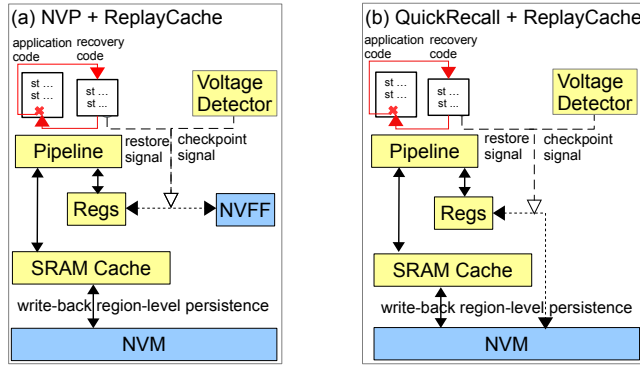 (a) NVP + ReplayCache
application code
recovery code
st ...
st ...
st ...
st ...
Voltage Detector
restore signal
checkpoint signal
Pipeline
Regs
NVFF
SRAM Cache
write-back region-level persistence
NVM
(b) QuickRecall + ReplayCache
application code
recovery code
st ...
st ...
st ...
st ...
Voltage Detector
restore signal
checkpoint signal
Pipeline
Regs
SRAM Cache
write-back region-level persistence
NVM